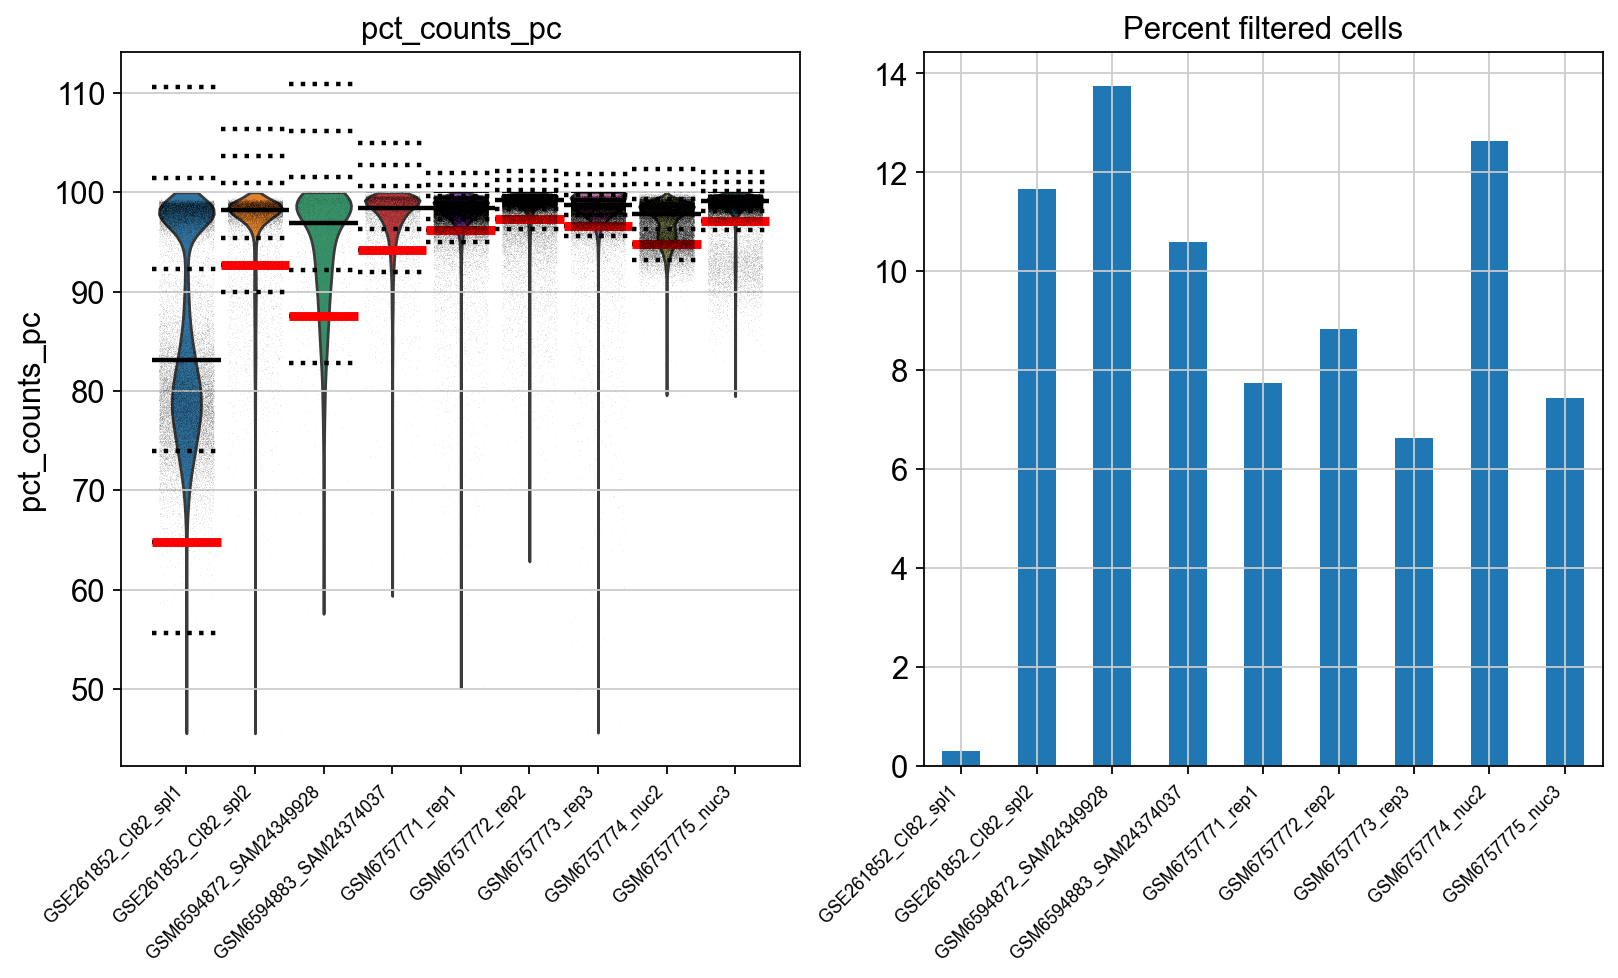 pct_counts_pc
pct_counts_pc
110
100
90
80
70
60
50
GSE261852_CI82_spl1
GSE261852_CI82_spl2
GSM6594872_SAM24349928
GSM6594883_SAM24374037
GSM6757771_rep1
GSM6757772_rep2
GSM6757773_rep3
GSM6757774_nuc2
GSM6757775_nuc3
Percent filtered cells
14
12
10
8
6
4
2
0
GSE261852_CI82_spl1
GSE261852_CI82_spl2
GSM6594872_SAM24349928
GSM6594883_SAM24374037
GSM6757771_rep1
GSM6757772_rep2
GSM6757773_rep3
GSM6757774_nuc2
GSM6757775_nuc3